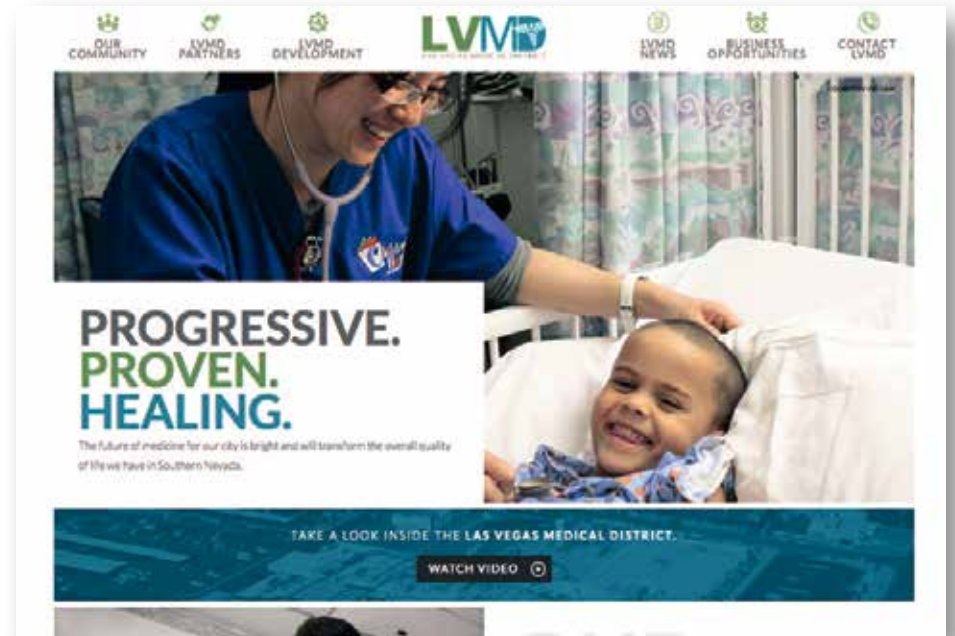 OUR
COMMUNITY
LVMD
PARTNERS
LVMD
DEVELOPMENT
LVMD
LVMD
NEWS
BUSINESS
OPPORTUNITIES
CONTACT
LVMD
PROGRESSIVE.
PROVEN.
HEALING.
The future of medicine for our city is bright and will transform the overall quality
of life we have in Southern Nevada.
TAKE A LOOK INSIDE THE LAS VEGAS MEDICAL DISTRICT.
WATCH VIDEO